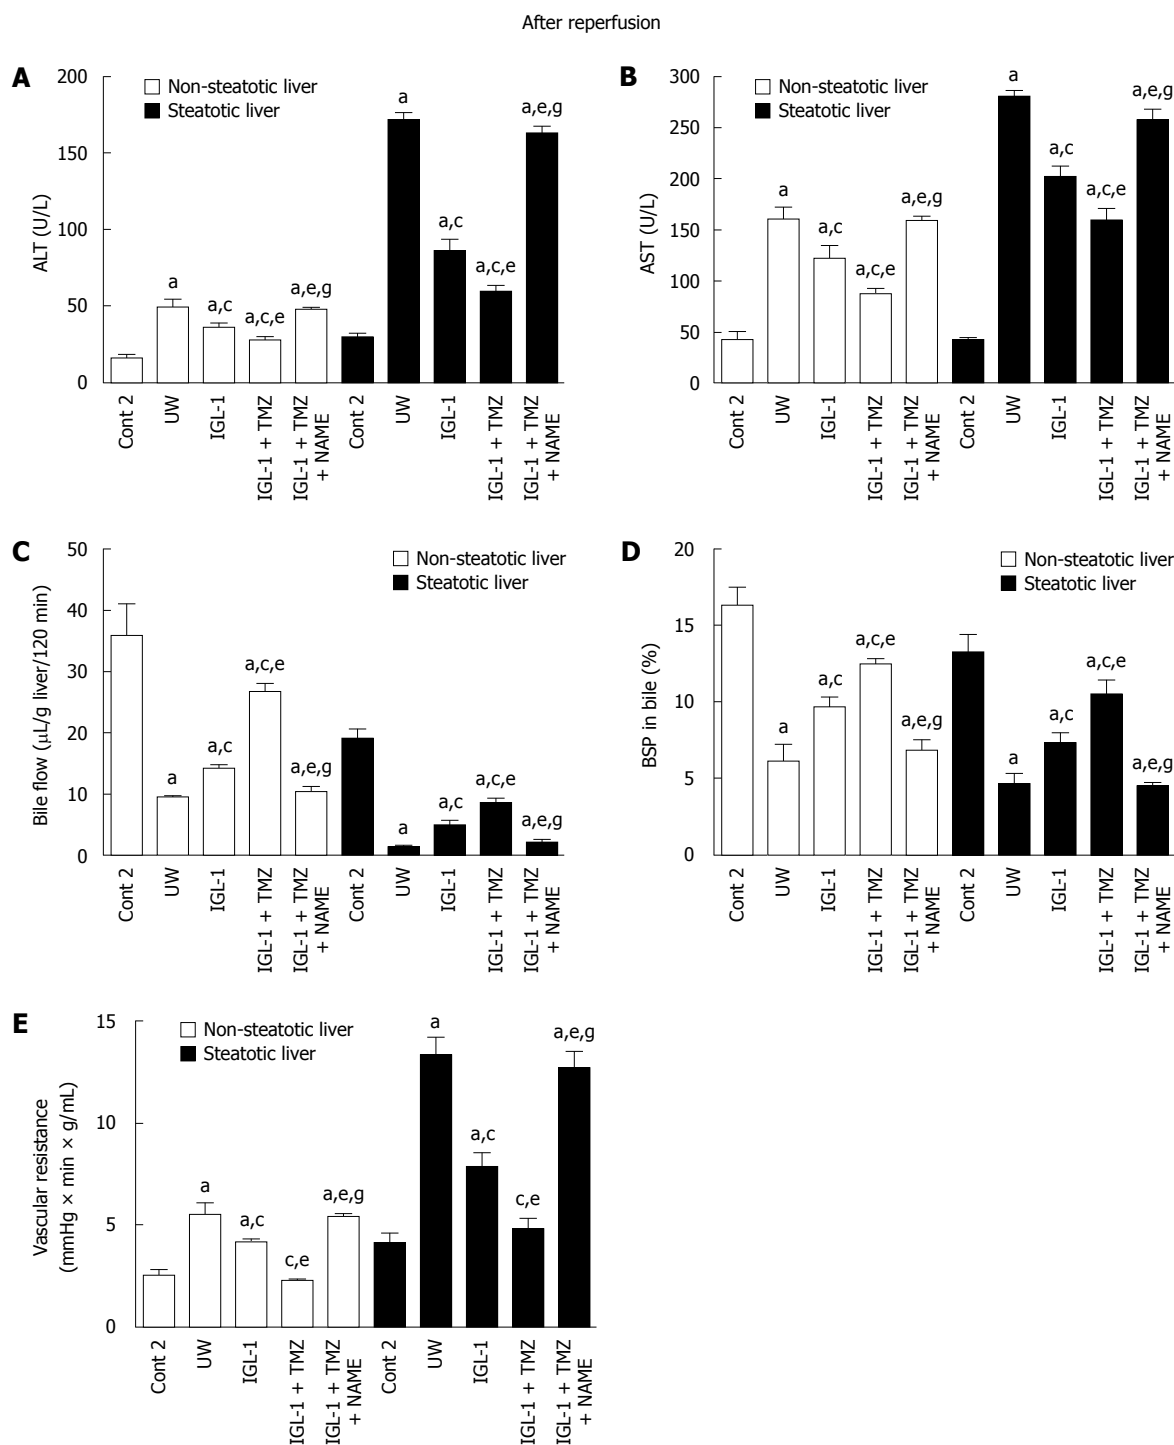 After reperfusion
A
200
150
100
50
0
ALT (U/L)
Non-steatotic liver
Steatotic liver
a
a,c
a,c,e
a,e,g
a
a,c
a,c,e
a,e,g
Cont 2
UW
IGL-1
IGL-1 + TMZ
IGL-1 + TMZ
+ NAME
Cont 2
UW
IGL-1
IGL-1 + TMZ
IGL-1 + TMZ
+ NAME
B
300
250
200
150
100
50
0
AST (U/L)
Non-steatotic liver
Steatotic liver
a
a,c
a,c,e
a,e,g
a
a,c
a,c,e
a,e,g
Cont 2
UW
IGL-1
IGL-1 + TMZ
IGL-1 + TMZ
+ NAME
Cont 2
UW
IGL-1
IGL-1 + TMZ
IGL-1 + TMZ
+ NAME
C
50
40
30
20
10
0
Bile flow (μL/g liver/120 min)
Non-steatotic liver
Steatotic liver
a
a,c
a,c,e
a,e,g
a
a,c
a,c,e
a,e,g
Cont 2
UW
IGL-1
IGL-1 + TMZ
IGL-1 + TMZ
+ NAME
Cont 2
UW
IGL-1
IGL-1 + TMZ
IGL-1 + TMZ
+ NAME
D
20
15
10
5
0
BSP in bile (%)
Non-steatotic liver
Steatotic liver
a
a,c
a,c,e
a,e,g
a
a,c
a,c,e
a,e,g
Cont 2
UW
IGL-1
IGL-1 + TMZ
IGL-1 + TMZ
+ NAME
Cont 2
UW
IGL-1
IGL-1 + TMZ
IGL-1 + TMZ
+ NAME
E
15
10
5
0
Vascular resistance
(mmHg × min × g/mL)
Non-steatotic liver
Steatotic liver
a
a,c
c,e
a,e,g
a
a,c
c,e
a,e,g
Cont 2
UW
IGL-1
IGL-1 + TMZ
IGL-1 + TMZ
+ NAME
Cont 2
UW
IGL-1
IGL-1 + TMZ
IGL-1 + TMZ
+ NAME